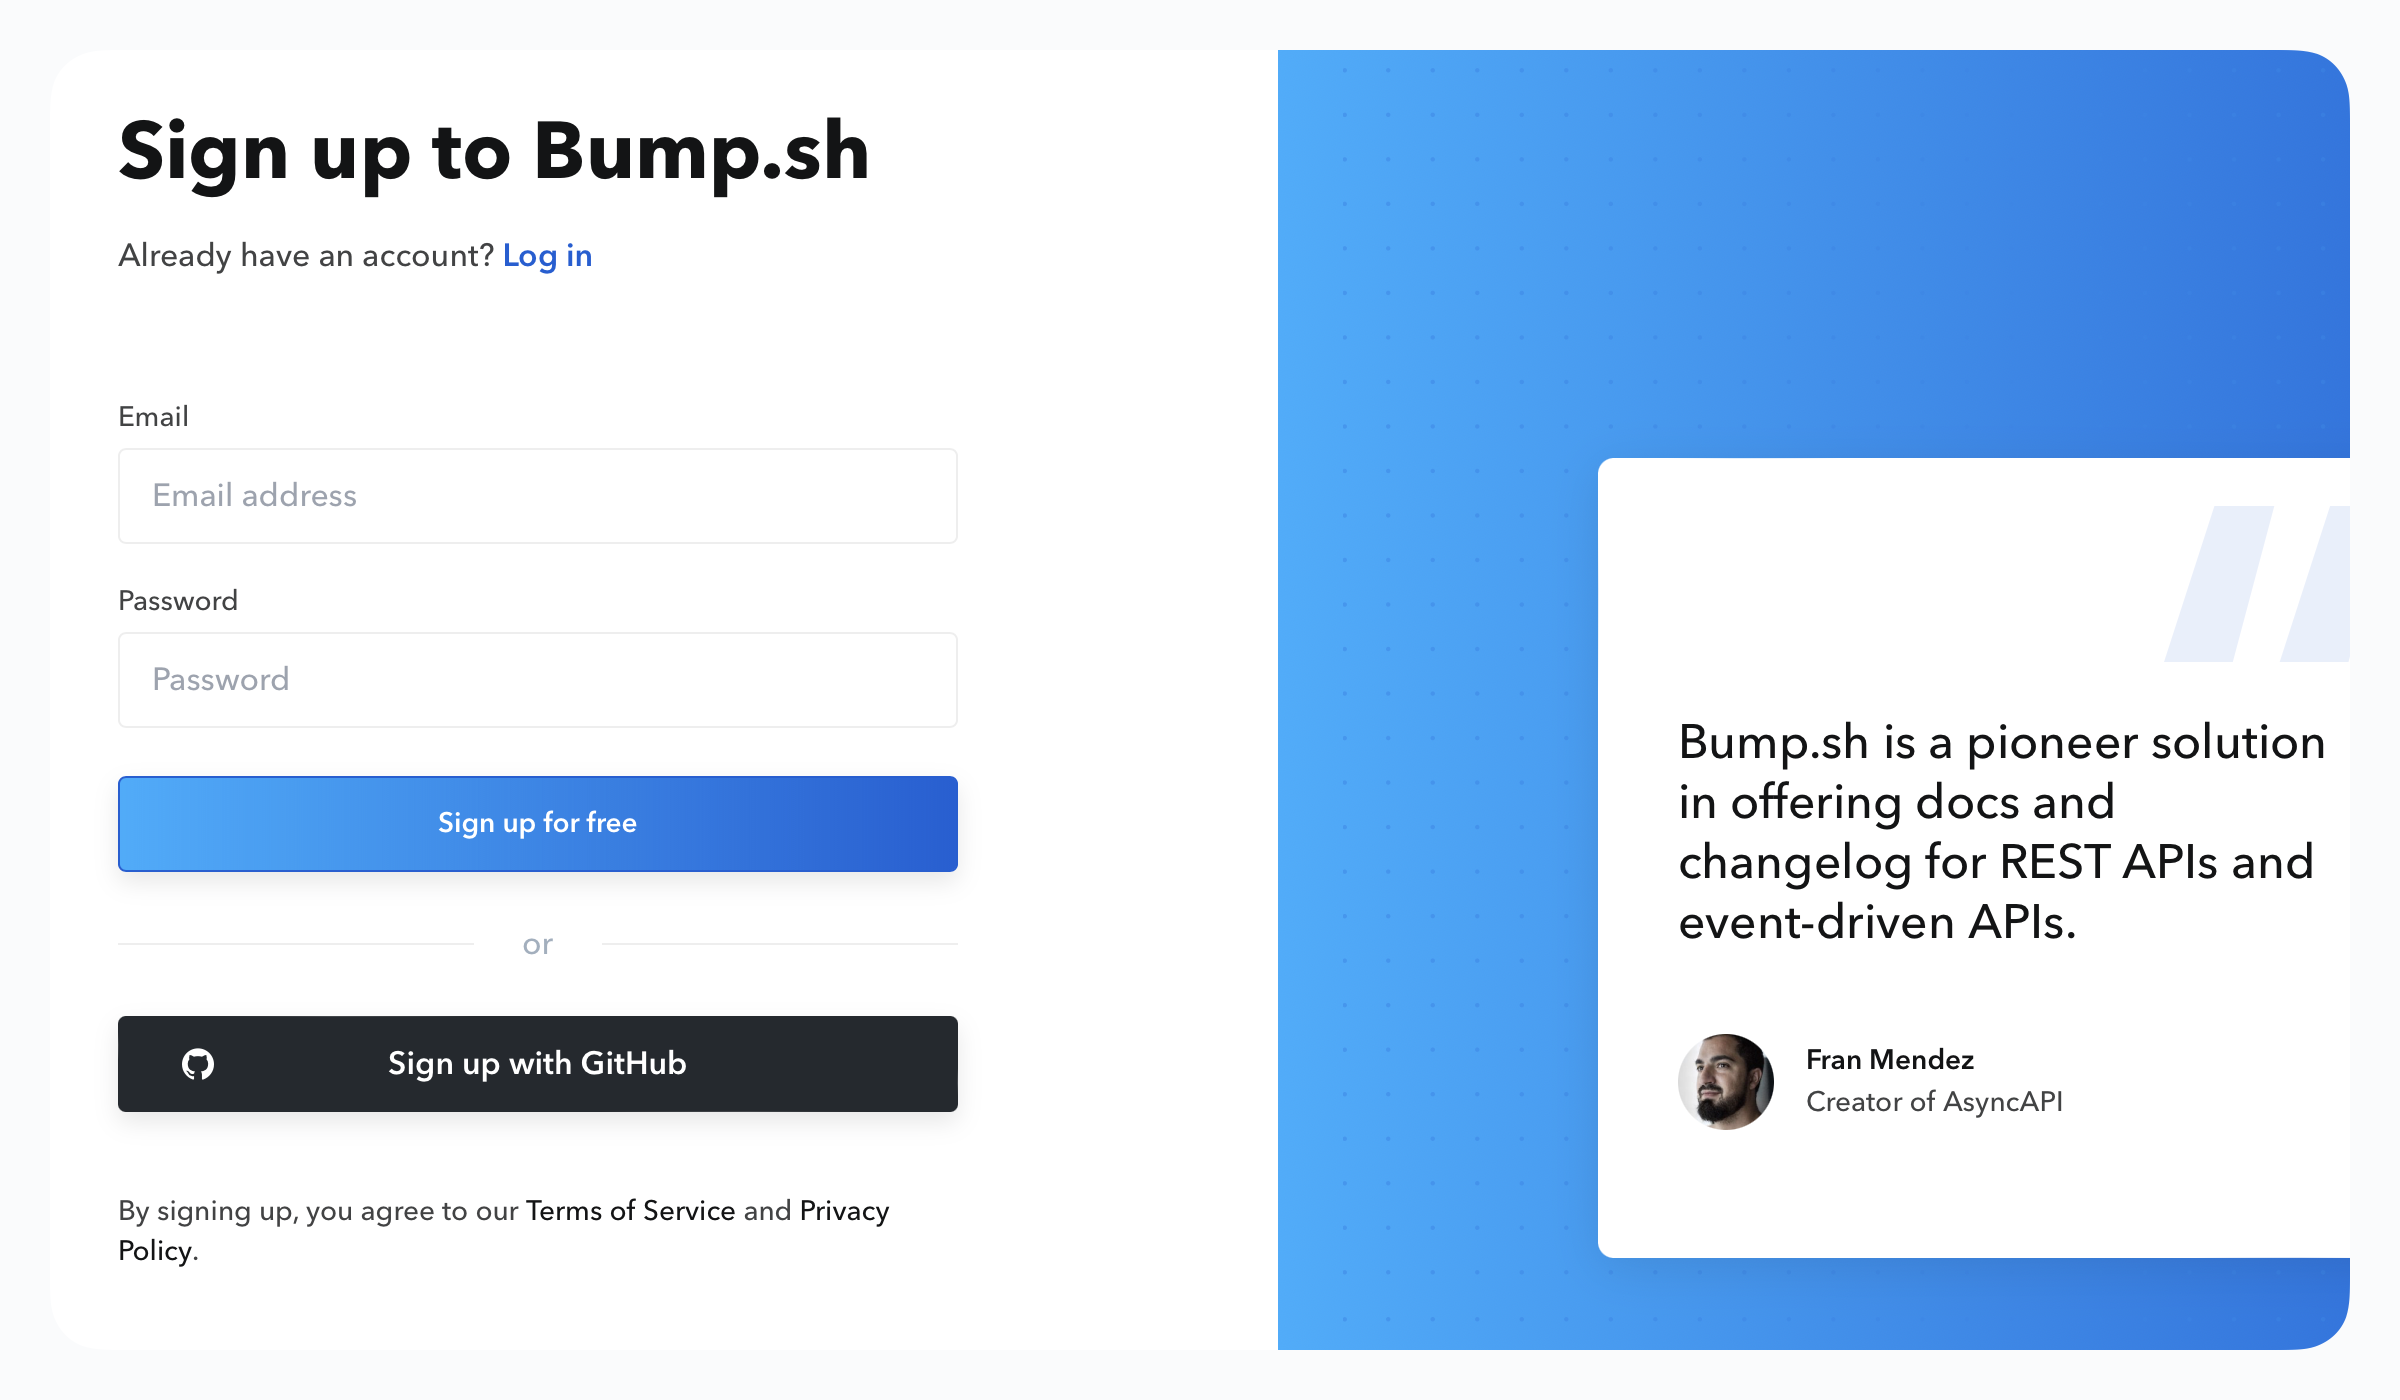 Sign up to Bump.sh
Already have an account? Log in
Email
Email address
Password
Password
Sign up for free
or
Sign up with GitHub
By signing up, you agree to our Terms of Service and Privacy
Policy.
Bump.sh is a pioneer solution
in offering docs and
changelog for REST APIs and
event-driven APIs.
Fran Mendez
Creator of AsyncAPI